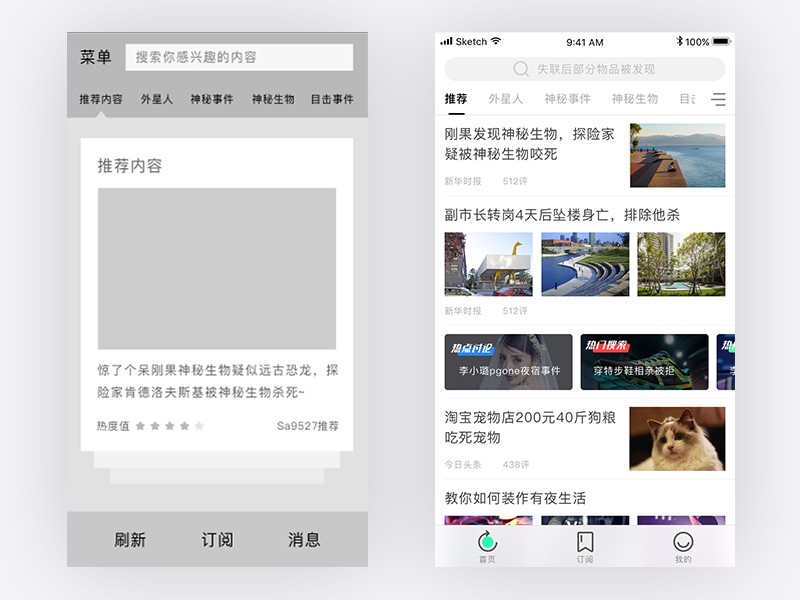 菜单
搜索你感兴趣的内容
推荐内容 外星人 神秘事件 神秘生物 目击事件
推荐内容
惊了个呆刚果神秘生物疑似远古恐龙，探
险家肯德洛夫斯基被神秘生物杀死~
热度值
Sa9527推荐
刷新 订阅 消息
Sketch 9:41 AM 100%
失联后部分物品被发现
推荐 外星人 神秘事件 神秘生物 目
刚果发现神秘生物，探险家
疑被神秘生物咬死
新华时报 512评
副市长转岗4天后坠楼身亡，排除他杀
新华时报 512评
热点讨论
李小璐pgone夜宿事件
热门搜索
穿特步鞋相亲被拒
热
李
淘宝宠物店200元40斤狗粮
吃死宠物
今日头条 438评
教你如何装作有夜生活
首页 订阅 我的